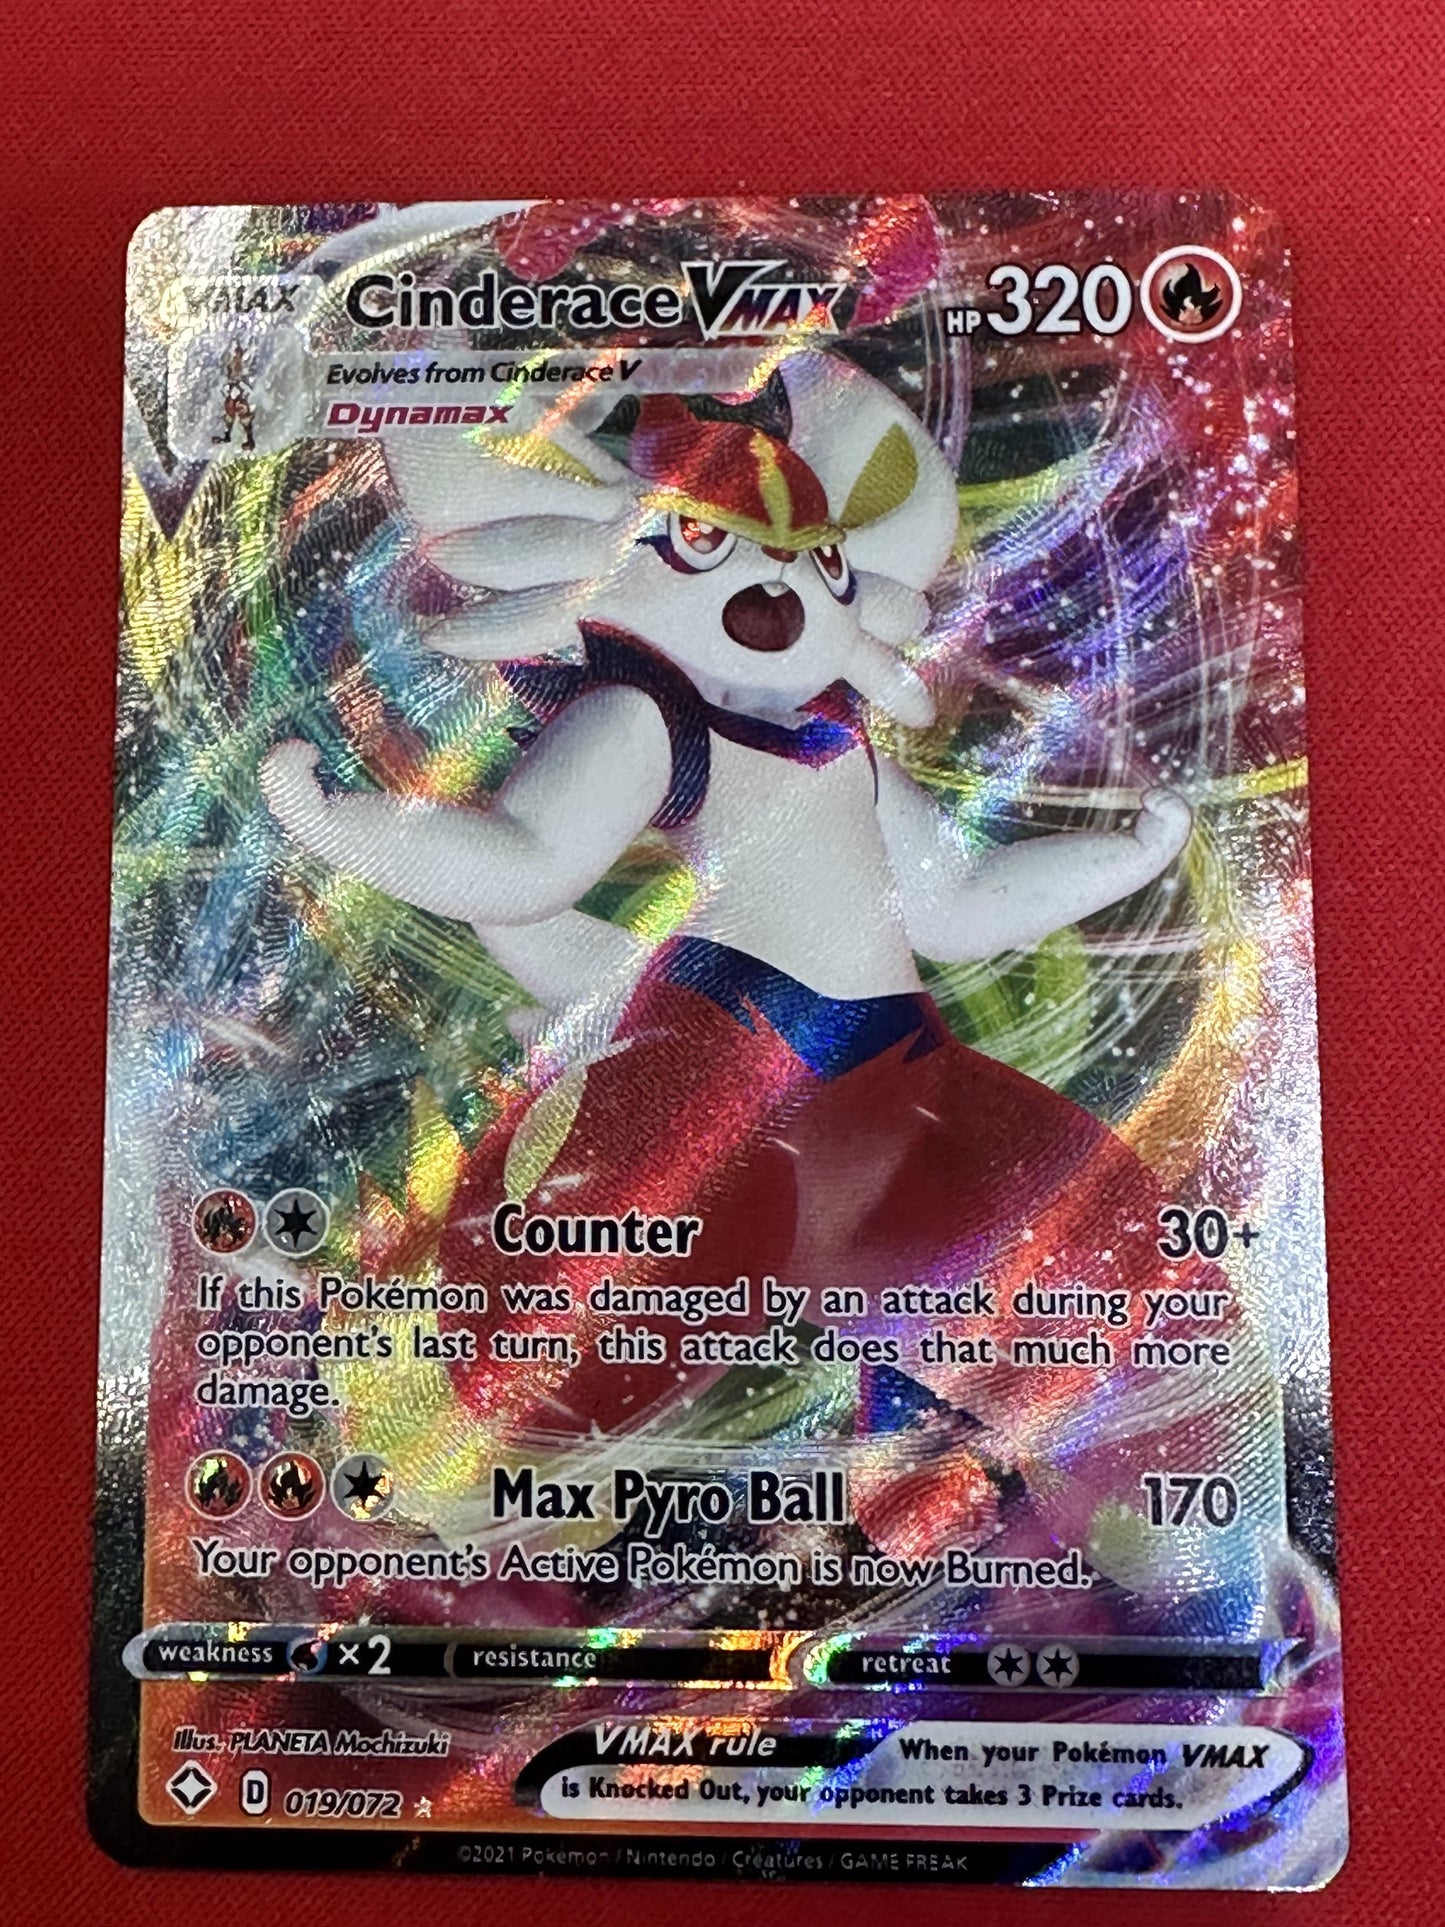 VMAX
Cinderace VMAX HP 320
Evolves from Cinderace V
Dynamax
Counter 30+
If this Pokémon was damaged by an attack during your
opponent's last turn, this attack does that much more
damage.
Max Pyro Ball 170
Your opponent's Active Pokémon is now Burned.
weakness ×2 resistance retreat
Illus. PLANETA Mochizuki
VMAX rule When your Pokémon VMAX
is Knocked Out, your opponent takes 3 Prize cards.
D 019/072
©2021 Pokémon / Nintendo / Creatures / GAME FREAK